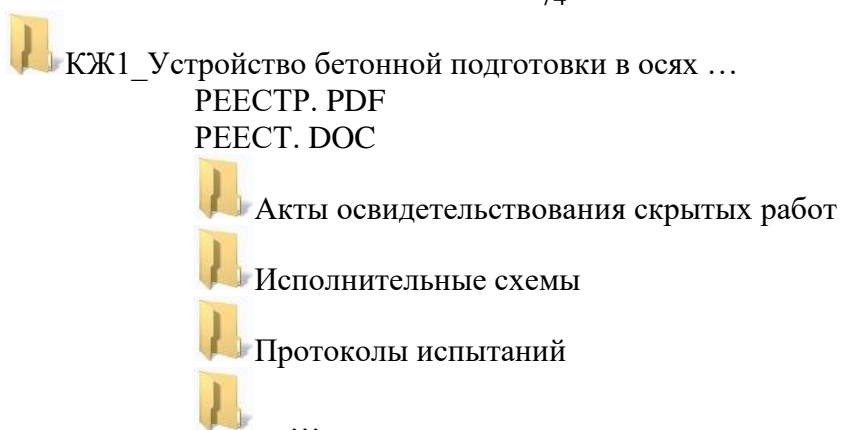 КЖ1_Устройство бетонной подготовки в осях …
РЕЕСТР. PDF
РЕЕСТ. DOC
Акты освидетельствования скрытых работ
Исполнительные схемы
Протоколы испытаний
…